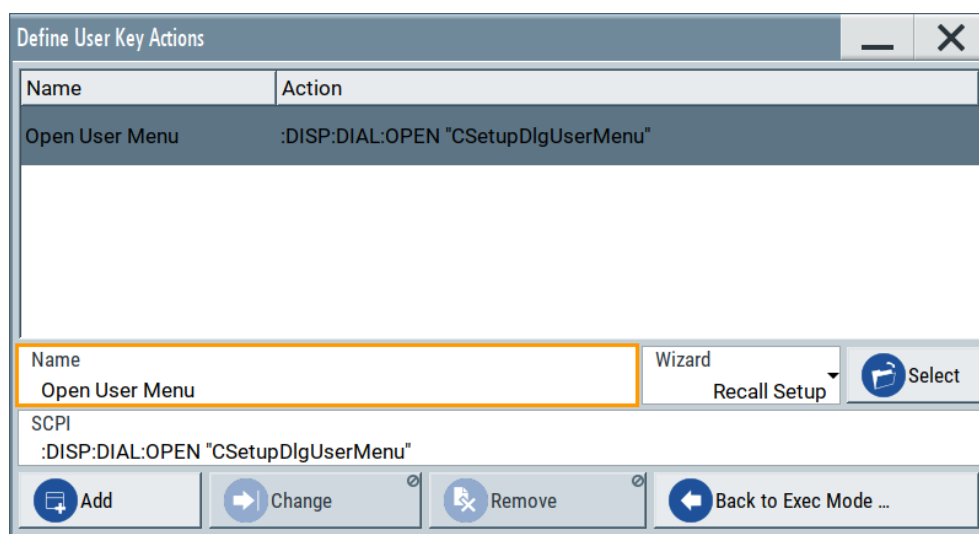 Define User Key Actions
Name Action
Open User Menu :DISP:DIAL:OPEN "CSetupDlgUserMenu"
Name Wizard
Open User Menu Recall Setup Select
SCPI
:DISP:DIAL:OPEN "CSetupDlgUserMenu"
Add Change Remove Back to Exec Mode ...